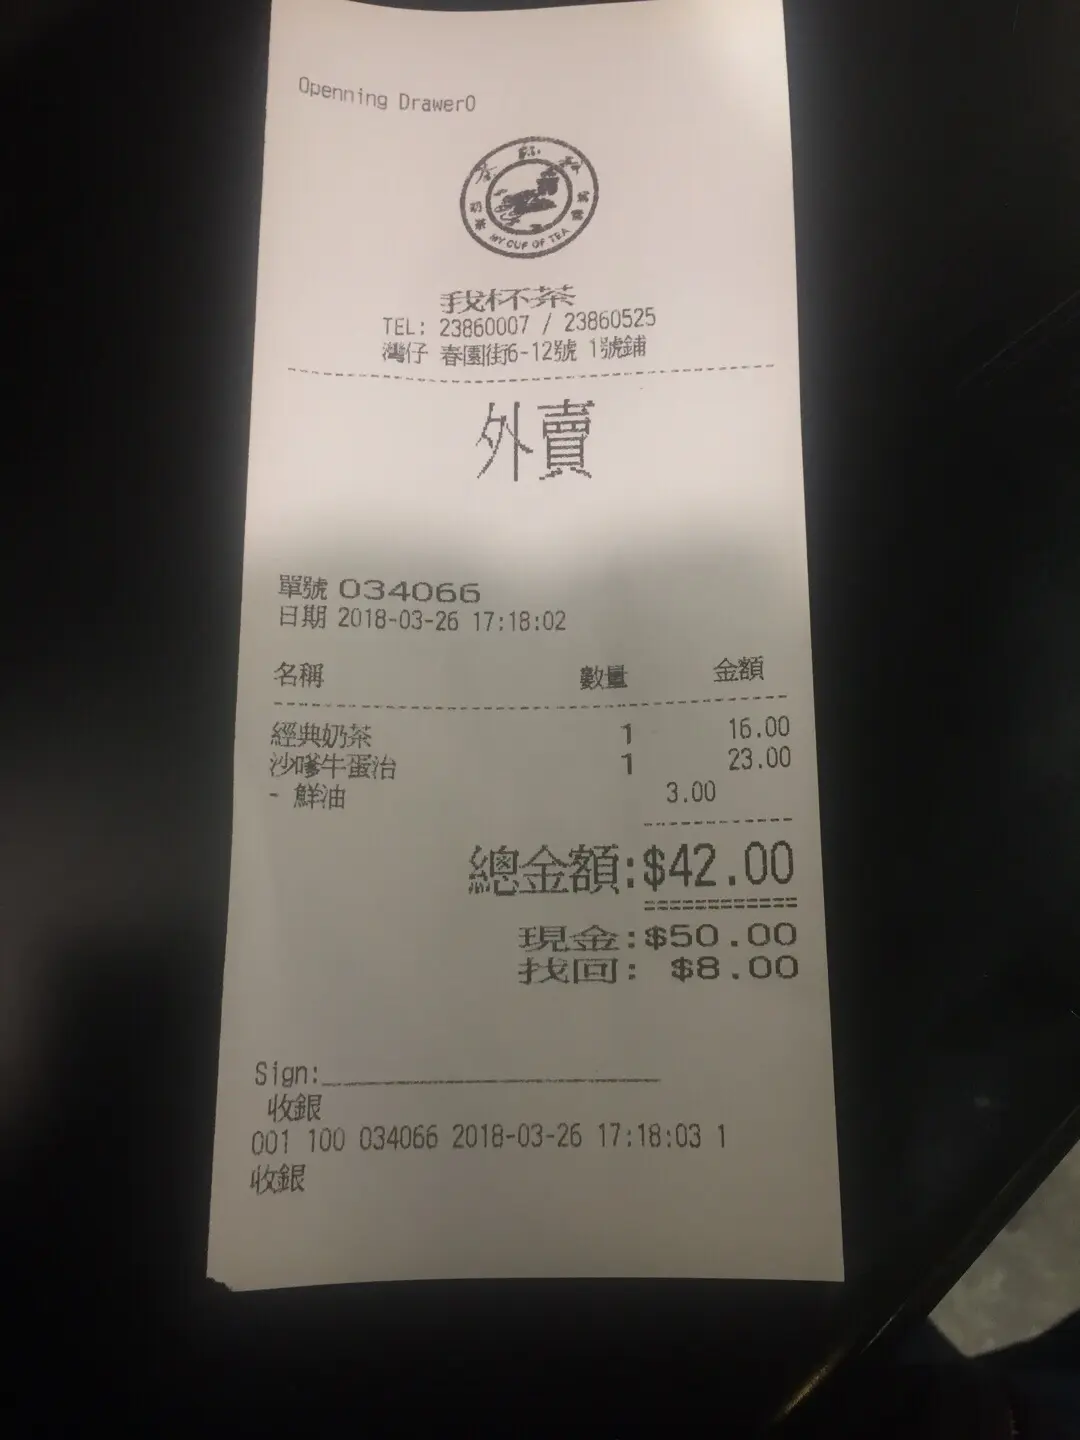 Openning Drawer0
MY CUP OF TEA
我杯茶
TEL: 23860007 / 23860525
灣仔 春園街6-12號 1號鋪
外賣
單號 034066
日期 2018-03-26 17:18:02
名稱 數量 金額
經典奶茶 1 16.00
沙嗲牛蛋治 1 23.00
- 鮮油 3.00
總金額:$42.00
現金:$50.00
找回: $8.00
Sign:
收銀
001 100 034066 2018-03-26 17:18:03 1
收銀